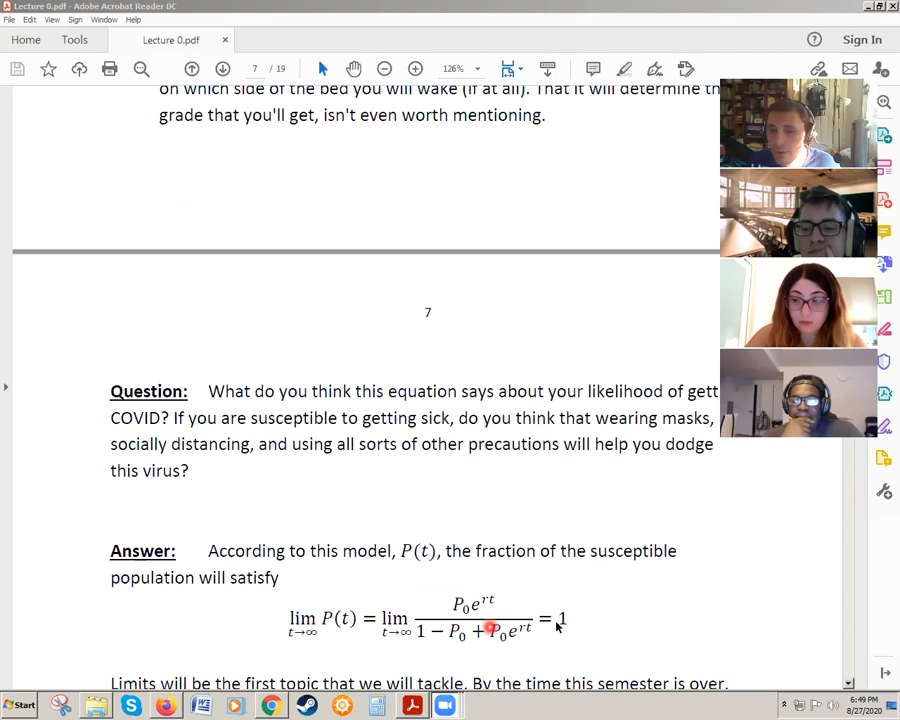 Lecture 0.pdf - Adobe Acrobat Reader DC
File Edit View Sign Window Help
Home Tools Lecture 0.pdf × Sign In
7 / 19 126%
on which side of the bed you will wake (if at all). That it will determine th
grade that you'll get, isn't even worth mentioning.
7
Question: What do you think this equation says about your likelihood of gett
COVID? If you are susceptible to getting sick, do you think that wearing masks,
socially distancing, and using all sorts of other precautions will help you dodge
this virus?
Answer: According to this model, P(t), the fraction of the susceptible
population will satisfy
lim t→∞ P(t) = lim t→∞ P₀eʳᵗ / 1 − P₀ + P₀eʳᵗ = 1
Limits will be the first topic that we will tackle. By the time this semester is over,
Start
6:49 PM
8/27/2020